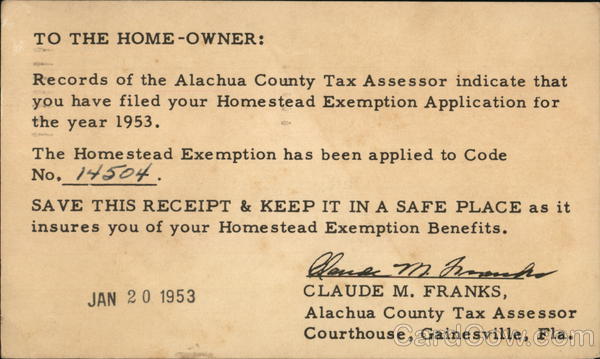 TO THE HOME-OWNER:
Records of the Alachua County Tax Assessor indicate that
you have filed your Homestead Exemption Application for
the year 1953.
The Homestead Exemption has been applied to Code
No. 14504.
SAVE THIS RECEIPT & KEEP IT IN A SAFE PLACE as it
insures you of your Homestead Exemption Benefits.
Claude M. Franks
JAN 20 1953
CLAUDE M. FRANKS,
Alachua County Tax Assessor
Courthouse, Gainesville, Fla.
CardCow.com